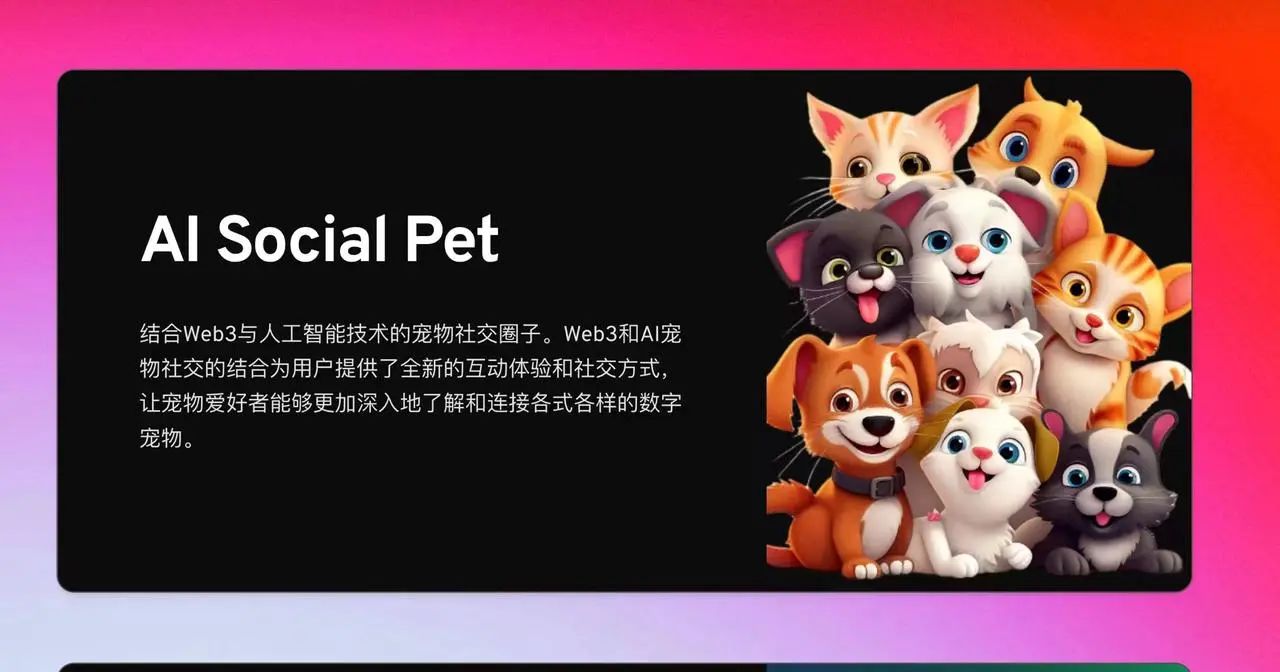 AI Social Pet
结合Web3与人工智能技术的宠物社交圈子。Web3和AI宠
物社交的结合为用户提供了全新的互动体验和社交方式，
让宠物爱好者能够更加深入地了解和连接各式各样的数字
宠物。